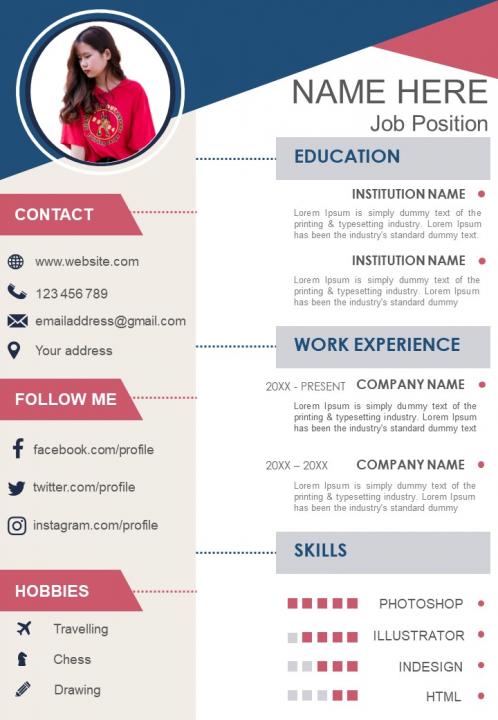 NAME HERE
Job Position
CONTACT
www.website.com
123 456 789
emailaddress@gmail.com
Your address
FOLLOW ME
facebook.com/profile
twitter.com/profile
instagram.com/profile
HOBBIES
Travelling
Chess
Drawing
EDUCATION
INSTITUTION NAME
Lorem Ipsum is simply dummy text of the
printing & typesetting industry. Lorem Ipsum
has been the industry's standard dummy text.
INSTITUTION NAME
Lorem Ipsum is simply dummy text of the
printing & typesetting industry. Lorem Ipsum
has been the industry's standard dummy
WORK EXPERIENCE
20XX - PRESENT COMPANY NAME
Lorem Ipsum is simply dummy text of the
printing & typesetting industry. Lorem Ipsum
has been the industry's standard dummy text.
20XX – 20XX COMPANY NAME
Lorem Ipsum is simply dummy text of the
printing & typesetting industry. Lorem Ipsum
has been the industry's standard dummy text
SKILLS
PHOTOSHOP
ILLUSTRATOR
INDESIGN
HTML